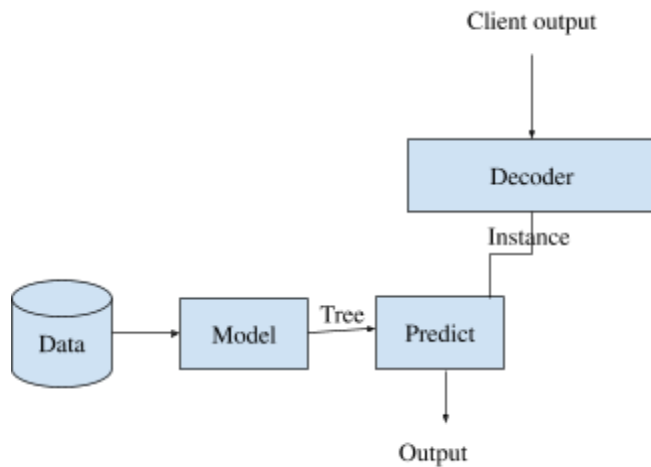 Client output
Decoder
Instance
Data
Model
Tree
Predict
Output